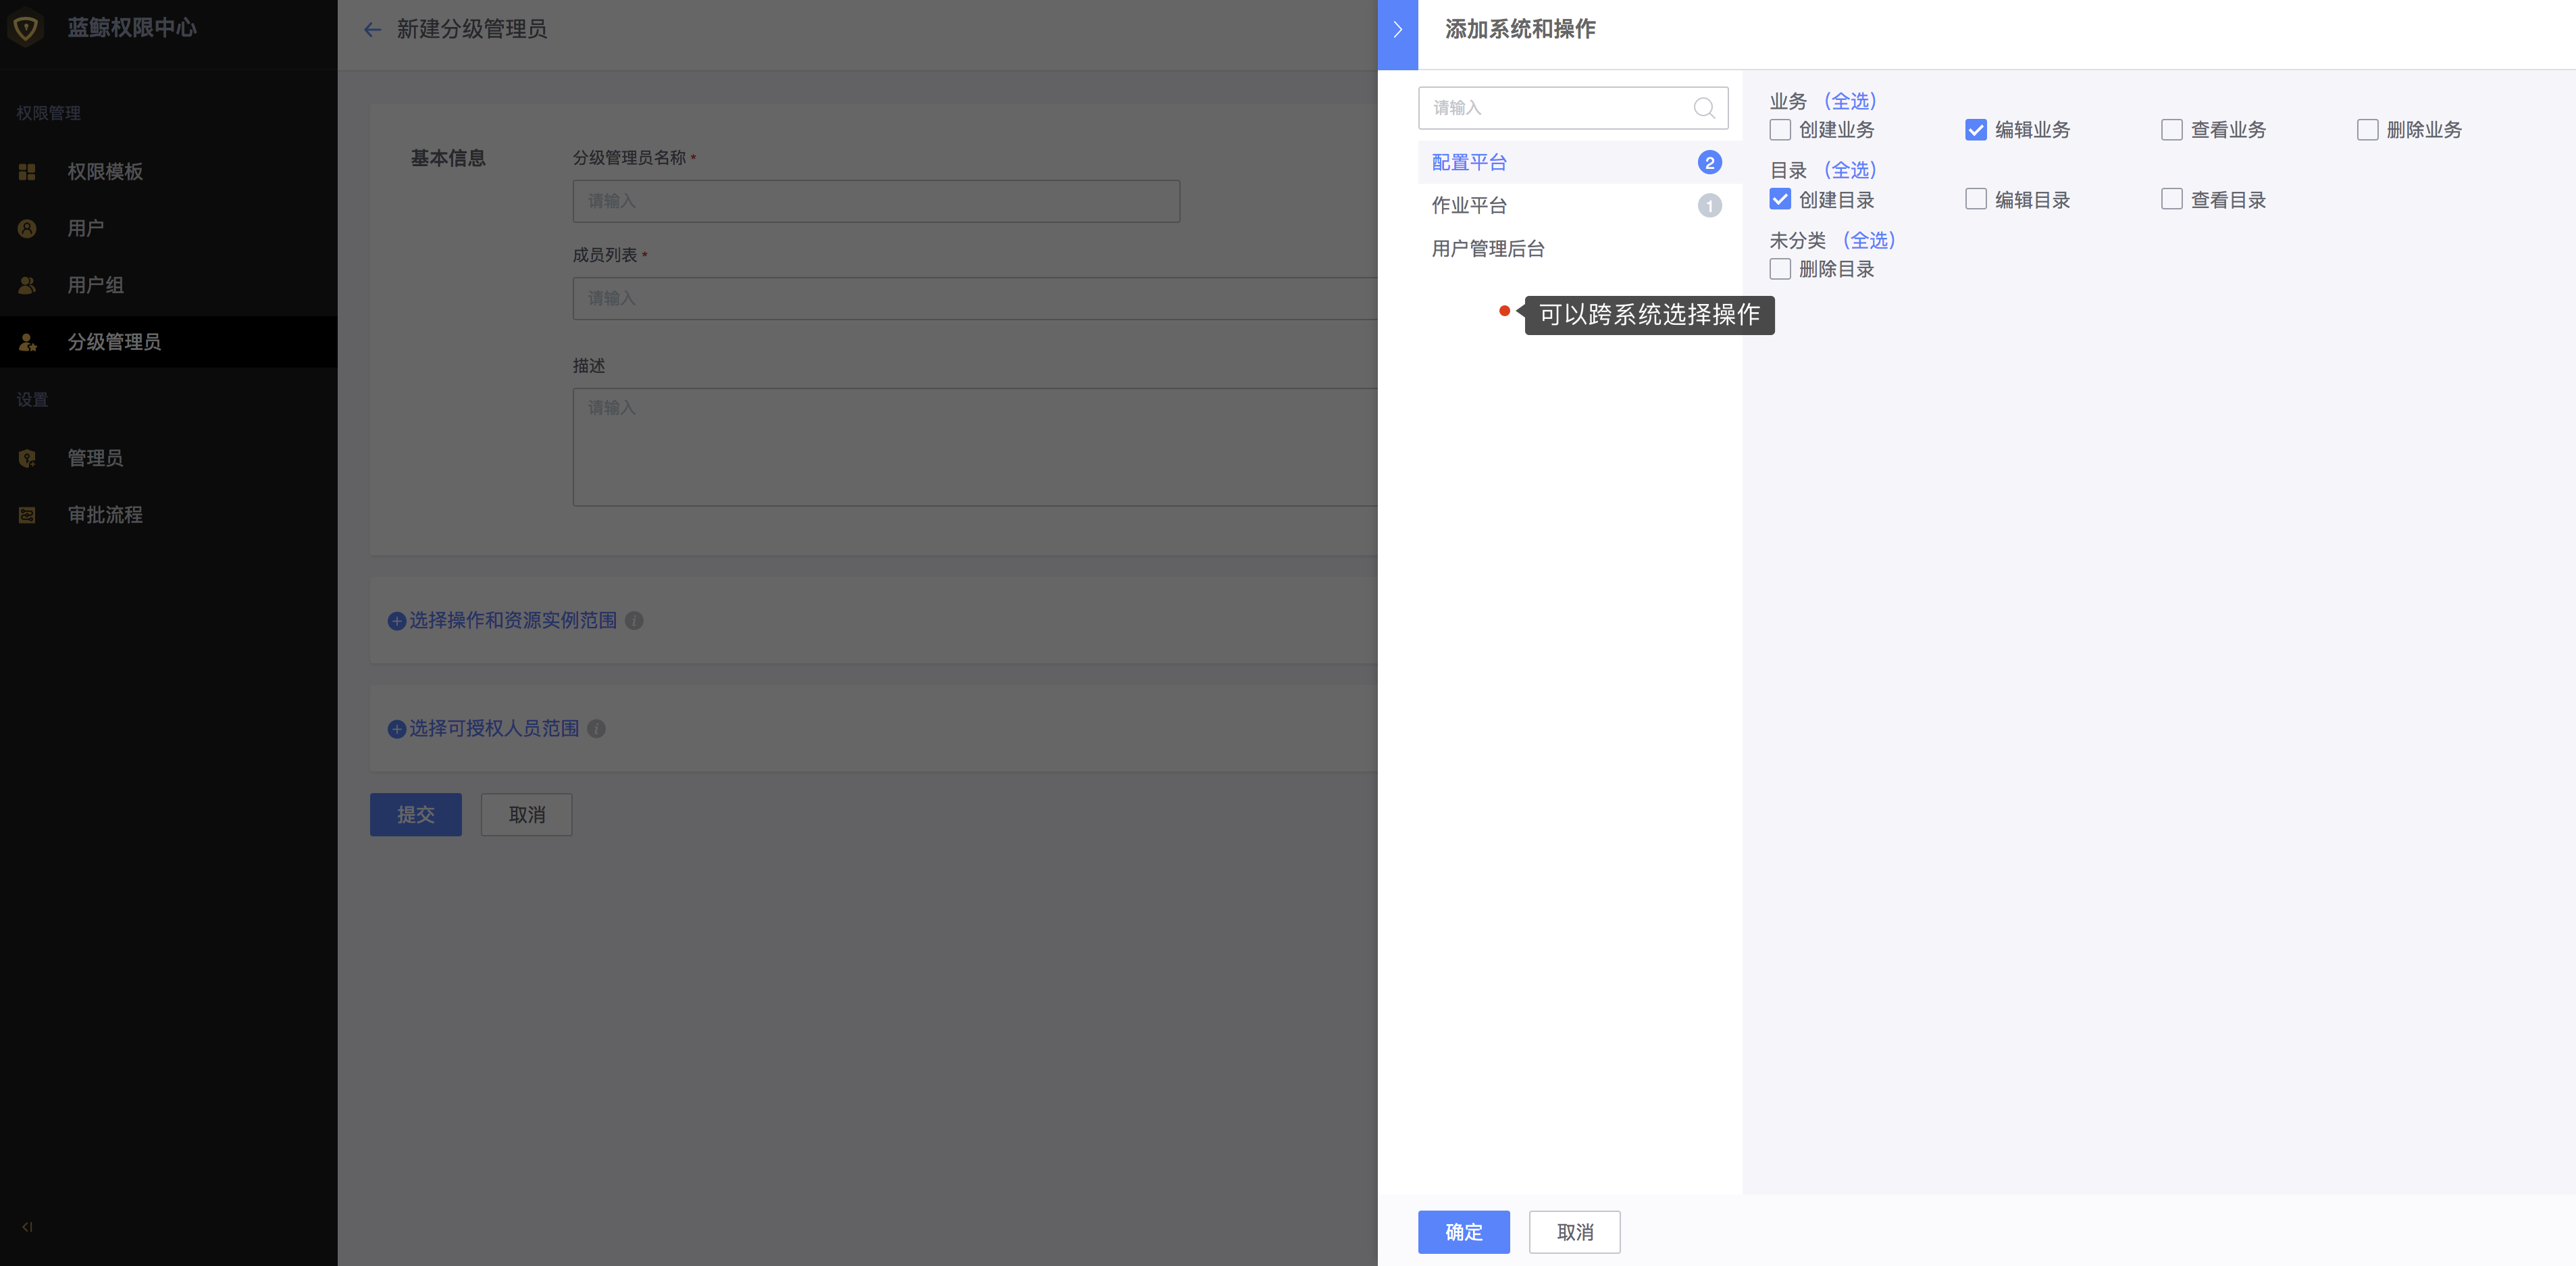 蓝鲸权限中心
权限管理
权限模板
用户
用户组
分级管理员
设置
管理员
审批流程
新建分级管理员
基本信息
分级管理员名称 *
请输入
成员列表 *
请输入
描述
请输入
选择操作和资源实例范围
选择可授权人员范围
提交 取消
添加系统和操作
请输入
配置平台 2
作业平台 1
用户管理后台
可以跨系统选择操作
业务 (全选)
创建业务 编辑业务 查看业务 删除业务
目录 (全选)
创建目录 编辑目录 查看目录
未分类 (全选)
删除目录
确定 取消